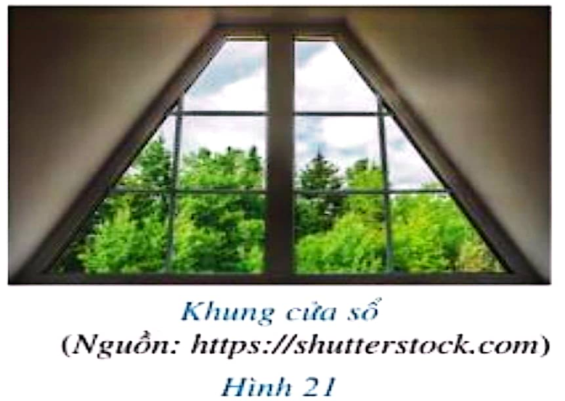 Khung cửa sổ
(Nguồn: https://shutterstock.com)
Hình 21